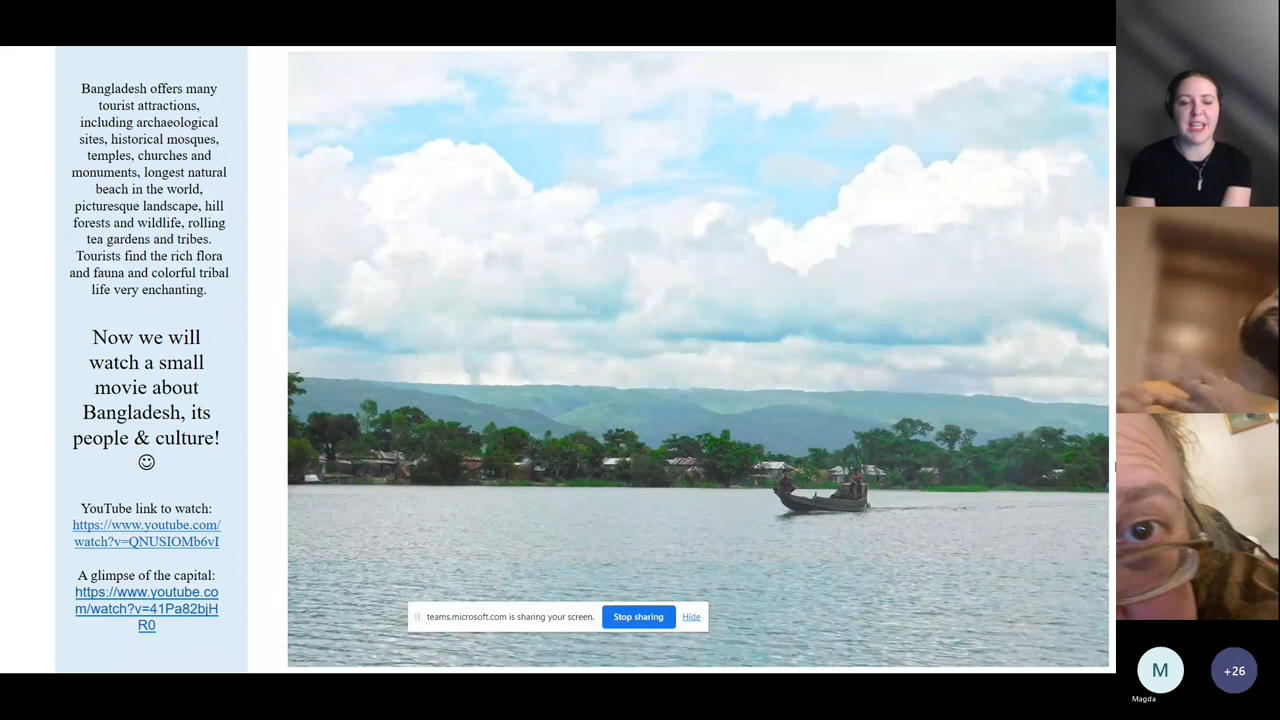 Bangladesh offers many
tourist attractions,
including archaeological
sites, historical mosques,
temples, churches and
monuments, longest natural
beach in the world,
picturesque landscape, hill
forests and wildlife, rolling
tea gardens and tribes.
Tourists find the rich flora
and fauna and colorful tribal
life very enchanting.
Now we will
watch a small
movie about
Bangladesh, its
people & culture!
☺
YouTube link to watch:
https://www.youtube.com/
watch?v=QNUSIOMb6vI
A glimpse of the capital:
https://www.youtube.co
m/watch?v=41Pa82bjH
R0
teams.microsoft.com is sharing your screen. Stop sharing Hide
M +26
Magda